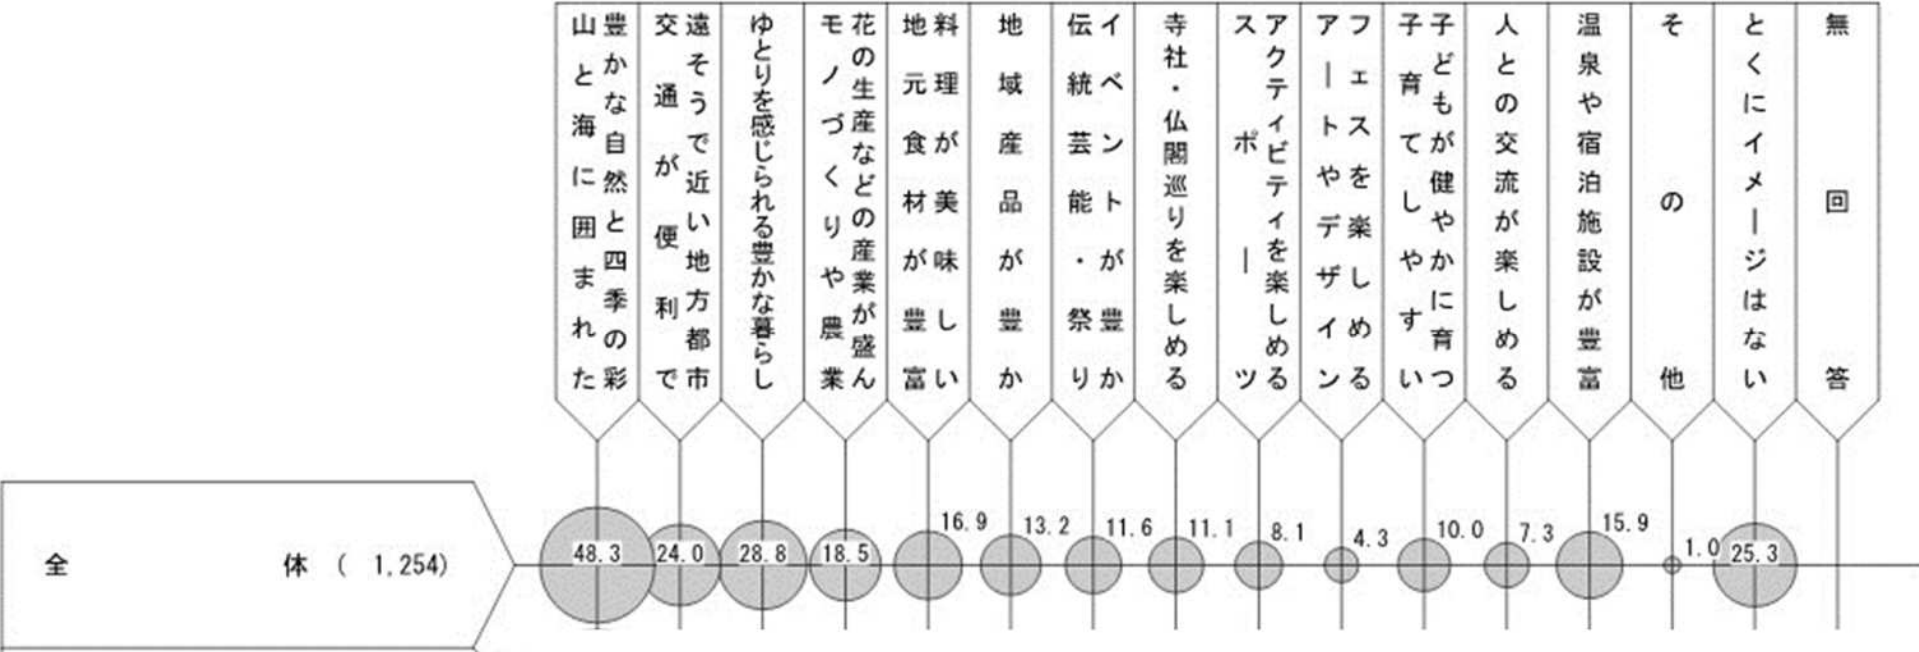 豊かな自然と四季の彩
山と海に囲まれた
遠そうで近い地方都市
交通が便利で
ゆとりを感じられる豊かな暮らし
花の生産などの産業が盛ん
モノづくりや農業
料理が美味しい
地元食材が豊富
地域産品が豊か
イベントが豊か
伝統芸能・祭り
寺社・仏閣巡りを楽しめる
アクティビティを楽しめる
スポーツ
フェスを楽しめる
アートやデザイン
子どもが健やかに育つ
子育てしやすい
人との交流が楽しめる
温泉や宿泊施設が豊富
その他
とくにイメージはない
無回答
全体 ( 1,254)
48.3
24.0
28.8
18.5
16.9
13.2
11.6
11.1
8.1
4.3
10.0
7.3
15.9
1.0
25.3